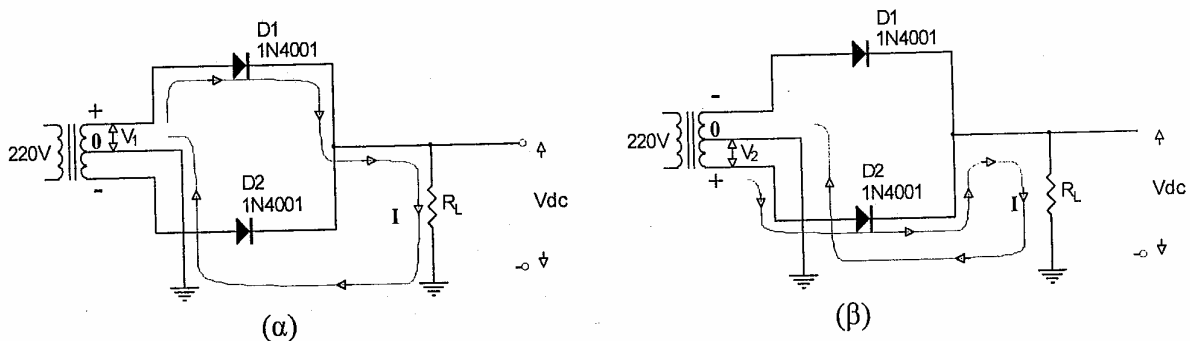 D1
1N4001
+
0
V1
220V
-
D2
1N4001
I
RL
Vdc
(α)
D1
1N4001
-
0
220V
V2
+
D2
1N4001
I
RL
Vdc
(β)